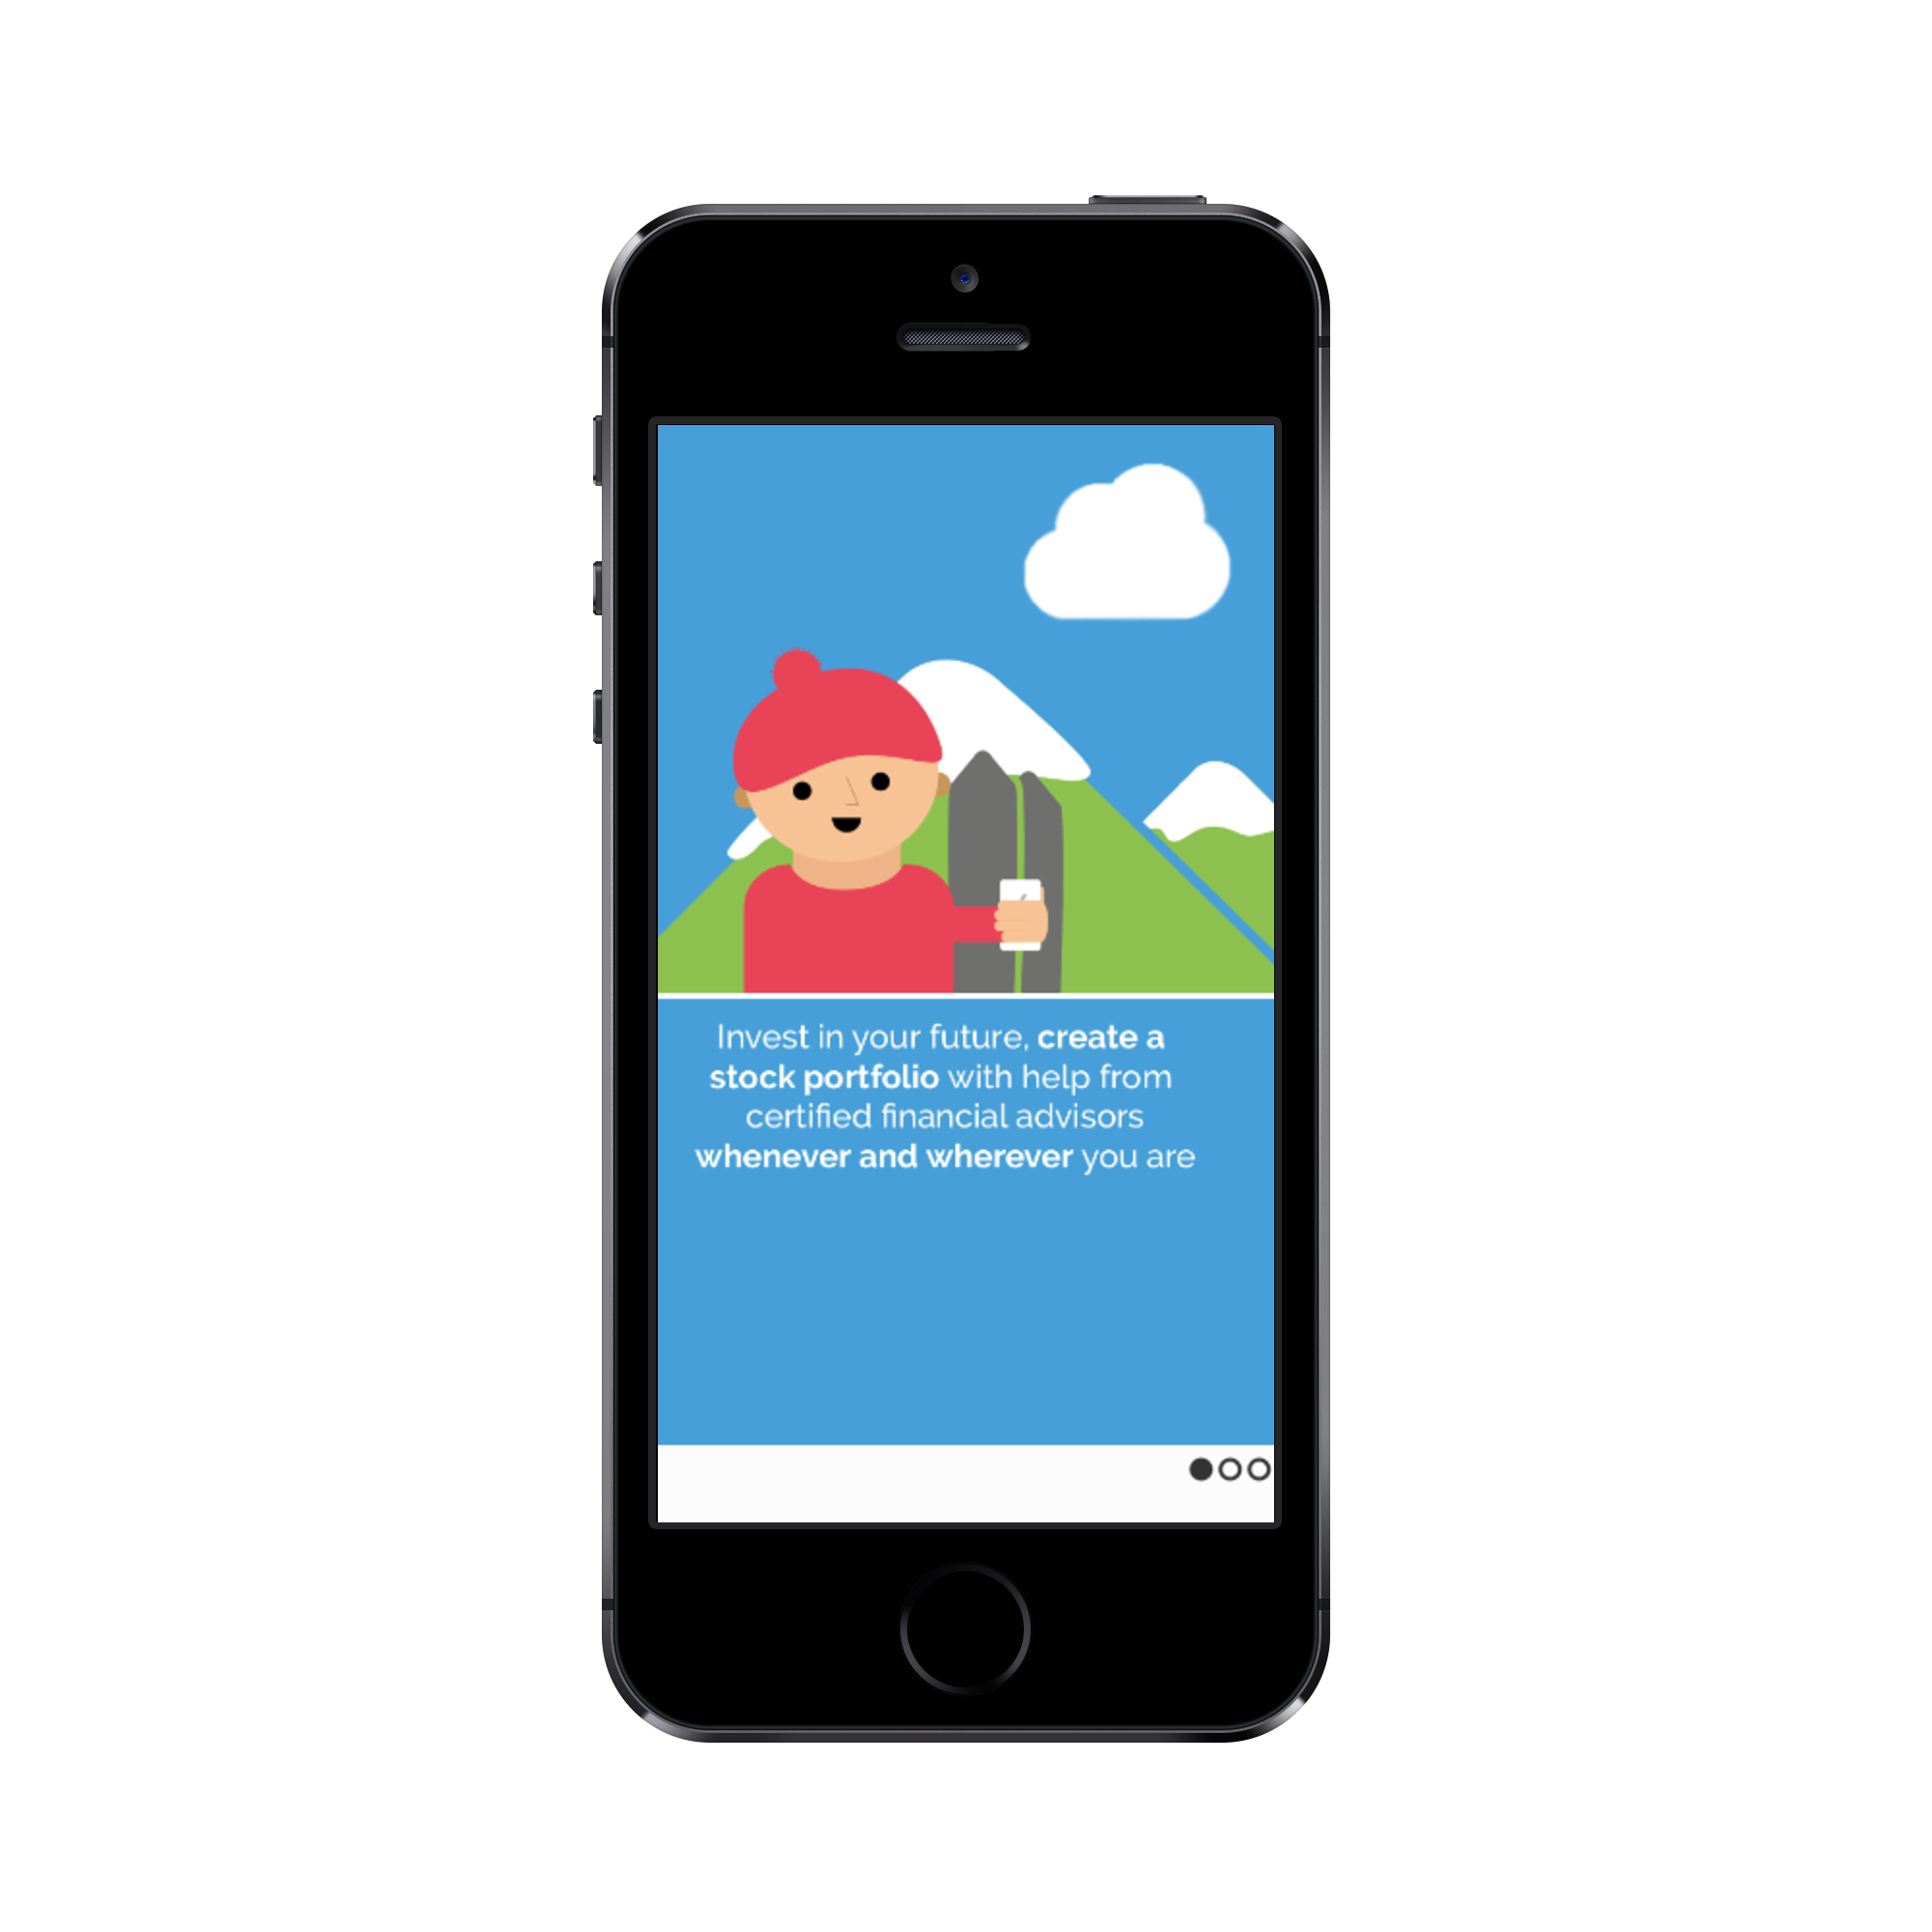 Invest in your future, create a
stock portfolio with help from
certified financial advisors
whenever and wherever you are